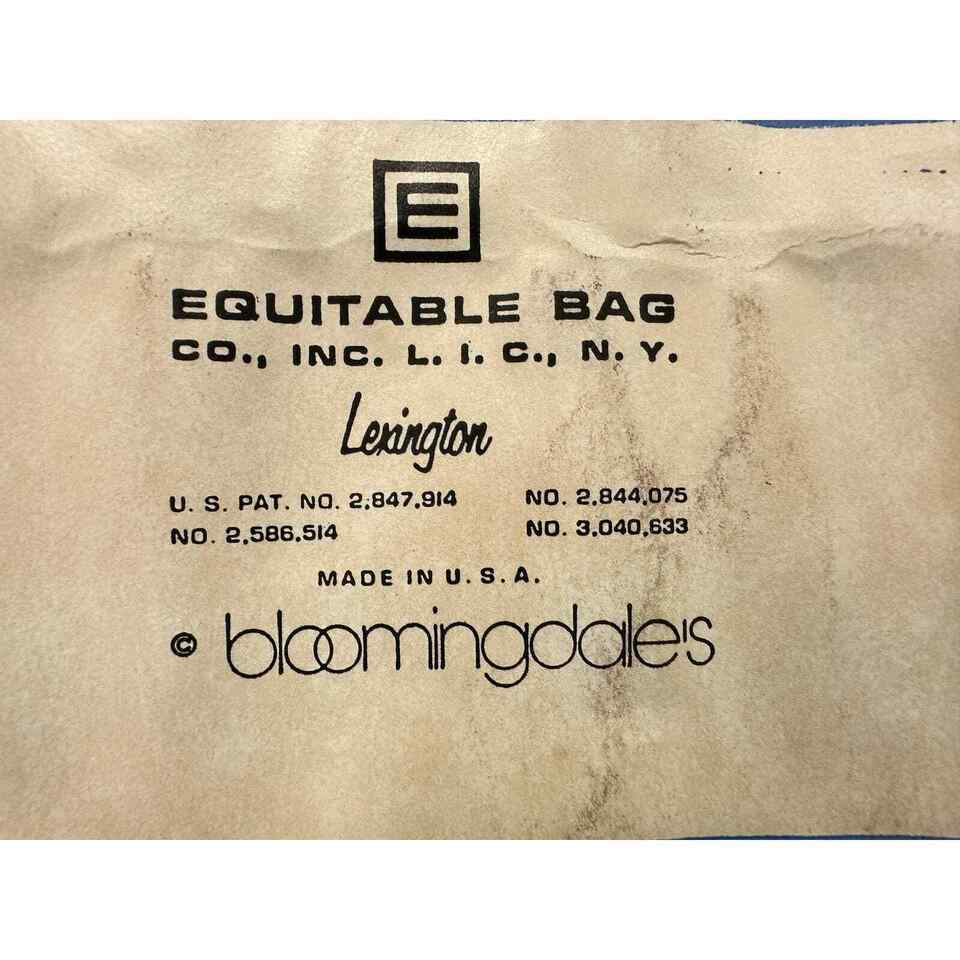 E
EQUITABLE BAG
CO., INC. L. I. C., N. Y.
Lexington
U. S. PAT. NO. 2,847,914 NO. 2,844,075
NO. 2,586,514 NO. 3,040,633
MADE IN U. S. A.
© bloomingdale's